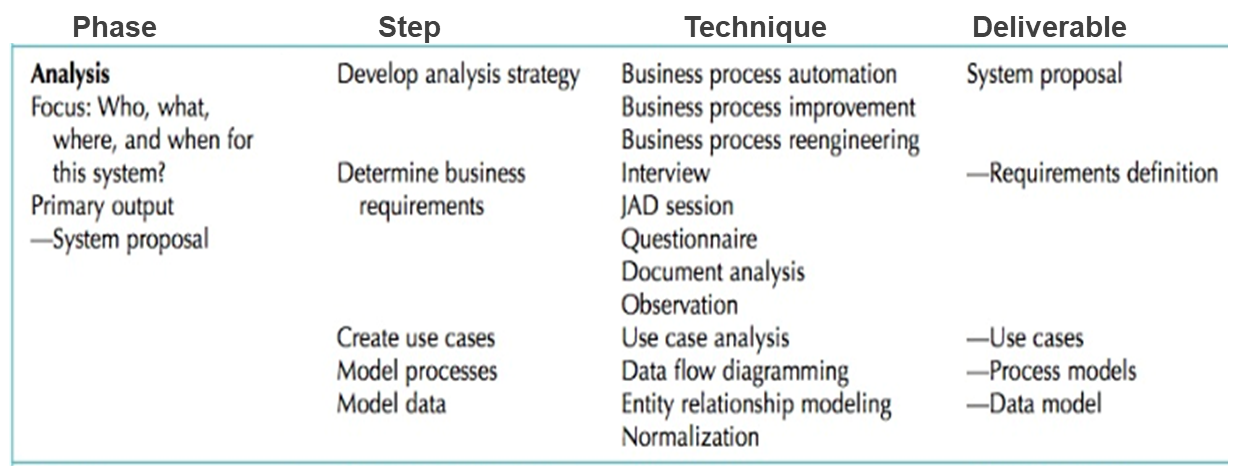 Phase Step Technique Deliverable
Analysis Develop analysis strategy Business process automation System proposal
Focus: Who, what, Business process improvement
where, and when for Business process reengineering
this system? Determine business Interview —Requirements definition
Primary output requirements JAD session
—System proposal Questionnaire
Document analysis
Observation
Create use cases Use case analysis —Use cases
Model processes Data flow diagramming —Process models
Model data Entity relationship modeling —Data model
Normalization